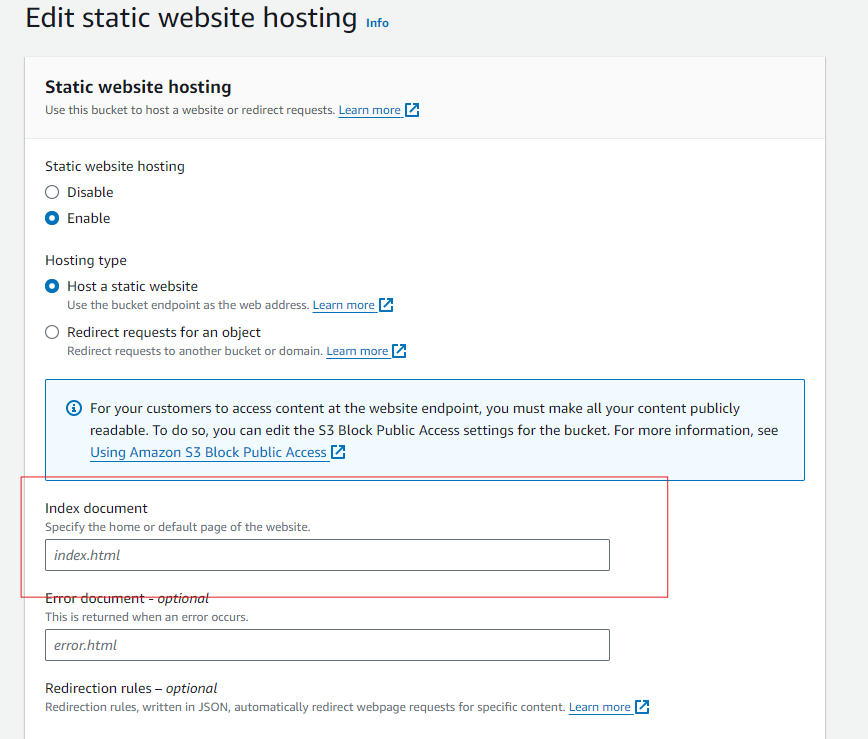 Edit static website hosting Info
Static website hosting
Use this bucket to host a website or redirect requests. Learn more
Static website hosting
Disable
Enable
Hosting type
Host a static website
Use the bucket endpoint as the web address. Learn more
Redirect requests for an object
Redirect requests to another bucket or domain. Learn more
For your customers to access content at the website endpoint, you must make all your content publicly
readable. To do so, you can edit the S3 Block Public Access settings for the bucket. For more information, see
Using Amazon S3 Block Public Access
Index document
Specify the home or default page of the website.
index.html
Error document - optional
This is returned when an error occurs.
error.html
Redirection rules – optional
Redirection rules, written in JSON, automatically redirect webpage requests for specific content. Learn more